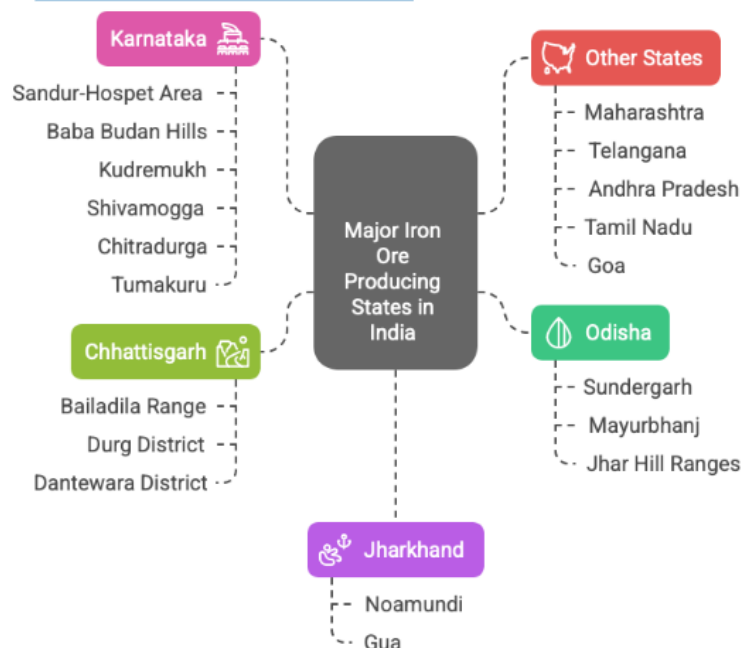 Karnataka
Sandur-Hospet Area
Baba Budan Hills
Kudremukh
Shivamogga
Chitradurga
Tumakuru
Chhattisgarh
Bailadila Range
Durg District
Dantewara District
Major Iron
Ore
Producing
States in
India
Other States
Maharashtra
Telangana
Andhra Pradesh
Tamil Nadu
Goa
Odisha
Sundergarh
Mayurbhanj
Jhar Hill Ranges
Jharkhand
Noamundi
Gua